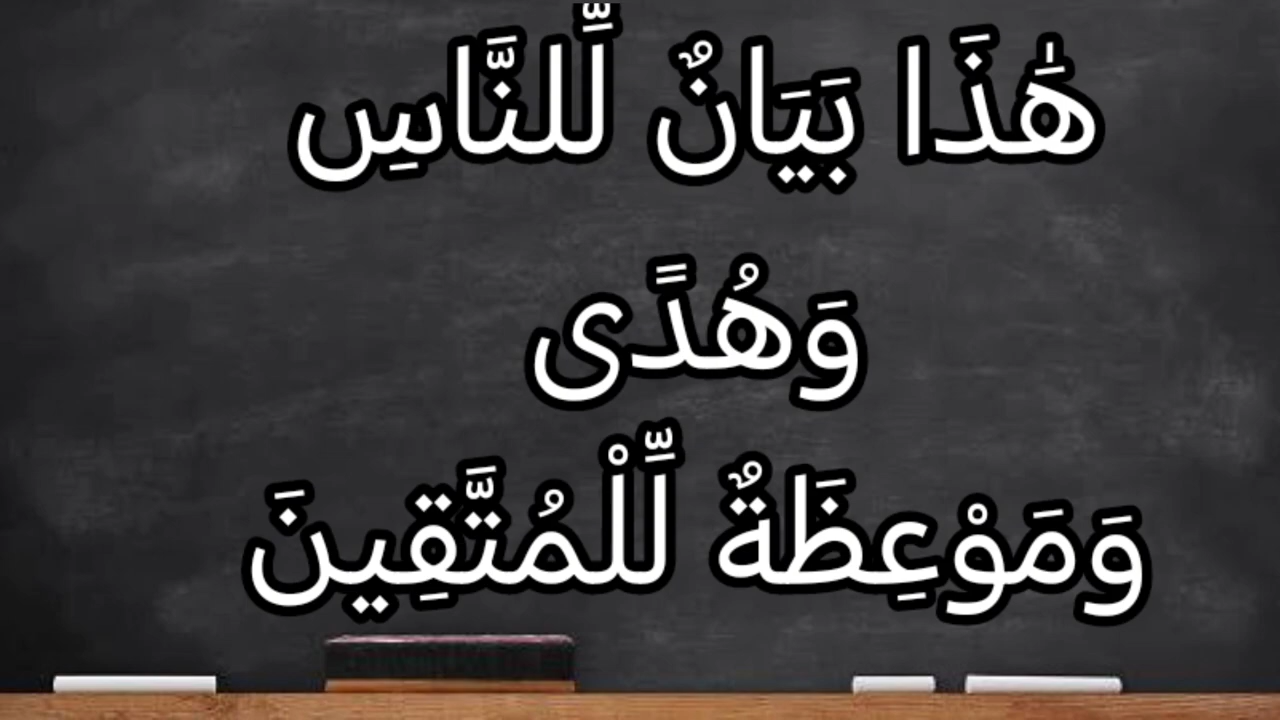 هَٰذَا بَيَانٌ لِّلنَّاسِ
وَهُدًى
وَمَوْعِظَةٌ لِّلْمُتَّقِينَ